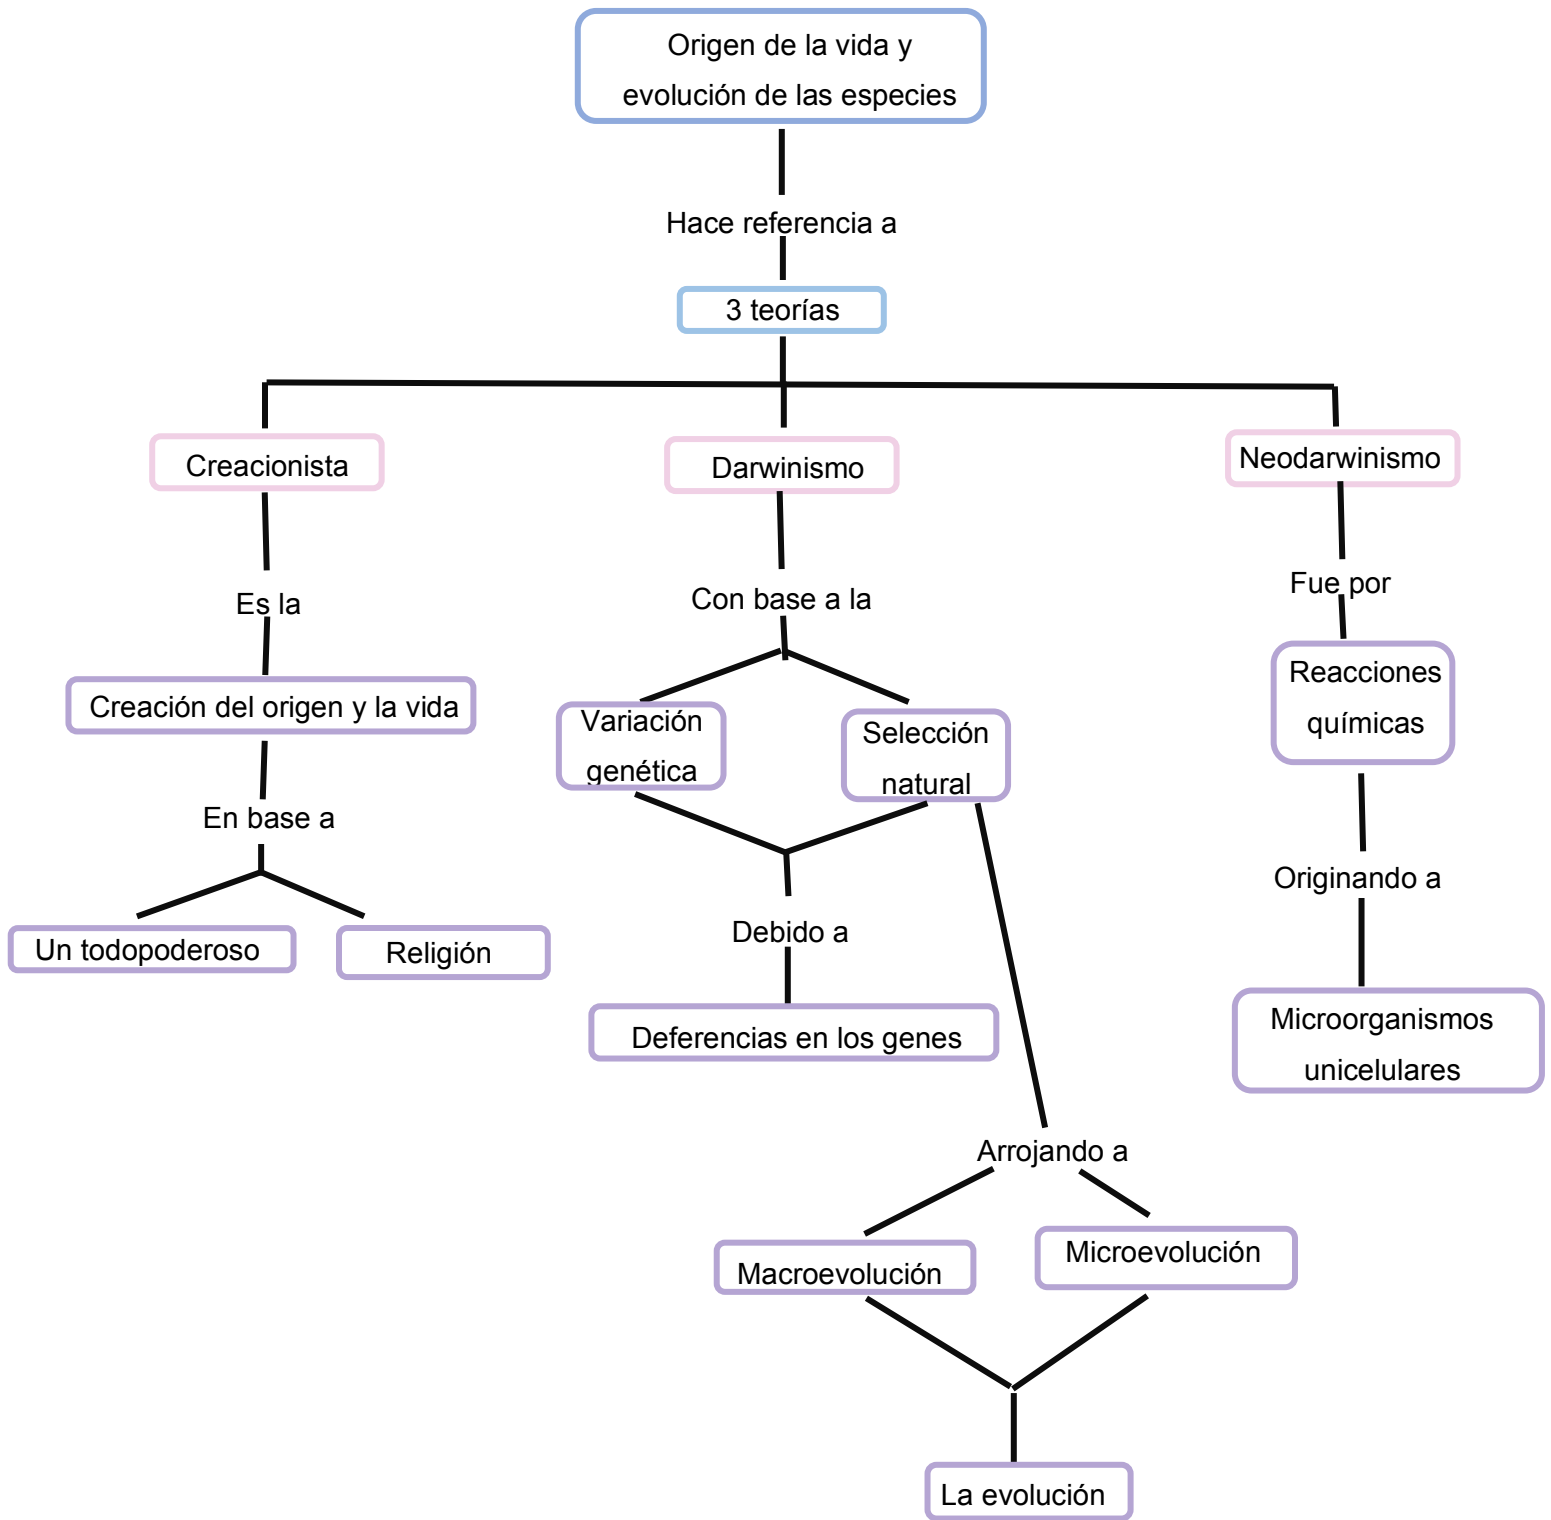 Origen de la vida y
evolución de las especies
Hace referencia a
3 teorías
Creacionista
Darwinismo
Neodarwinismo
Es la
Con base a la
Fue por
Creación del origen y la vida
Variación
genética
Selección
natural
Reacciones
químicas
En base a
Originando a
Un todopoderoso
Religión
Debido a
Deferencias en los genes
Microorganismos
unicelulares
Arrojando a
Macroevolución
Microevolución
La evolución